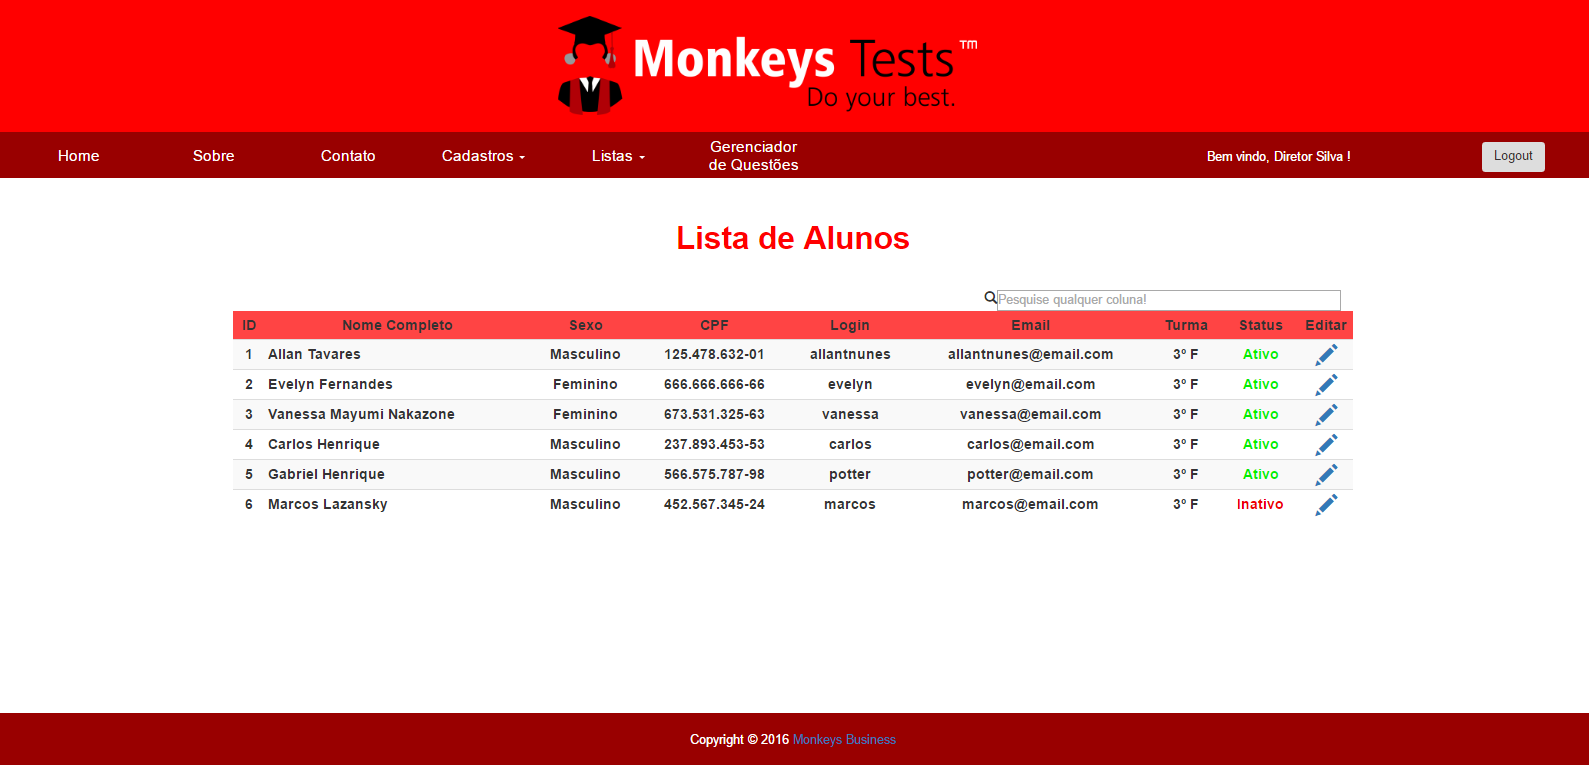 Monkeys Tests ™
Do your best.
Home Sobre Contato Cadastros Listas Gerenciador de Questões Bem vindo, Diretor Silva ! Logout
Lista de Alunos
Pesquise qualquer coluna!
ID Nome Completo Sexo CPF Login Email Turma Status Editar
1 Allan Tavares Masculino 125.478.632-01 allantnunes allantnunes@email.com 3º F Ativo
2 Evelyn Fernandes Feminino 666.666.666-66 evelyn evelyn@email.com 3º F Ativo
3 Vanessa Mayumi Nakazone Feminino 673.531.325-63 vanessa vanessa@email.com 3º F Ativo
4 Carlos Henrique Masculino 237.893.453-53 carlos carlos@email.com 3º F Ativo
5 Gabriel Henrique Masculino 566.575.787-98 potter potter@email.com 3º F Ativo
6 Marcos Lazansky Masculino 452.567.345-24 marcos marcos@email.com 3º F Inativo
Copyright © 2016 Monkeys Business